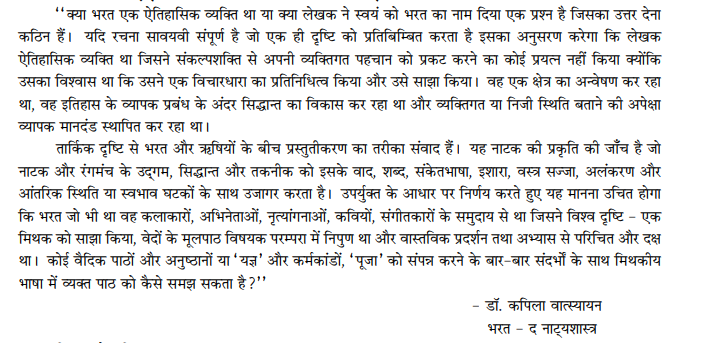 ‘‘क्या भरत एक ऐतिहासिक व्यक्ति था या क्या लेखक ने स्वयं को भरत का नाम दिया एक प्रश्न है जिसका उत्तर देना
कठिन हैं। यदि रचना सावयवी संपूर्ण है जो एक ही दृष्टि को प्रतिबिम्बित करता है इसका अनुसरण करेगा कि लेखक
ऐतिहासिक व्यक्ति था जिसने संकल्पशक्ति से अपनी व्यक्तिगत पहचान को प्रकट करने का कोई प्रयत्न नहीं किया क्योंकि
उसका विश्वास था कि उसने एक विचारधारा का प्रतिनिधित्व किया और उसे साझा किया। वह एक क्षेत्र का अन्वेषण कर रहा
था, वह इतिहास के व्यापक प्रबंध के अंदर सिद्धान्त का विकास कर रहा था और व्यक्तिगत या निजी स्थिति बताने की अपेक्षा
व्यापक मानदंड स्थापित कर रहा था।
तार्किक दृष्टि से भरत और ऋषियों के बीच प्रस्तुतीकरण का तरीका संवाद हैं। यह नाटक की प्रकृति की जाँच है जो
नाटक और रंगमंच के उद्‌गम, सिद्धान्त और तकनीक को इसके वाद, शब्द, संकेतभाषा, इशारा, वस्त्र सज्जा, अलंकरण और
आंतरिक स्थिति या स्वभाव घटकों के साथ उजागर करता है। उपर्युक्त के आधार पर निर्णय करते हुए यह मानना उचित होगा
कि भरत जो भी था वह कलाकारों, अभिनेताओं, नृत्यांगनाओं, कवियों, संगीतकारों के समुदाय से था जिसने विश्व दृष्टि – एक
मिथक को साझा किया, वेदों के मूलपाठ विषयक परम्परा में निपुण था और वास्तविक प्रदर्शन तथा अभ्यास से परिचित और दक्ष
था। कोई वैदिक पाठों और अनुष्ठानों या ‘यज्ञ’ और कर्मकांडों, ‘पूजा’ को संपन्न करने के बार-बार संदर्भों के साथ मिथकीय
भाषा में व्यक्त पाठ को कैसे समझ सकता है?’’
– डॉ. कपिला वात्स्यायन
भरत – द नाट्यशास्त्र